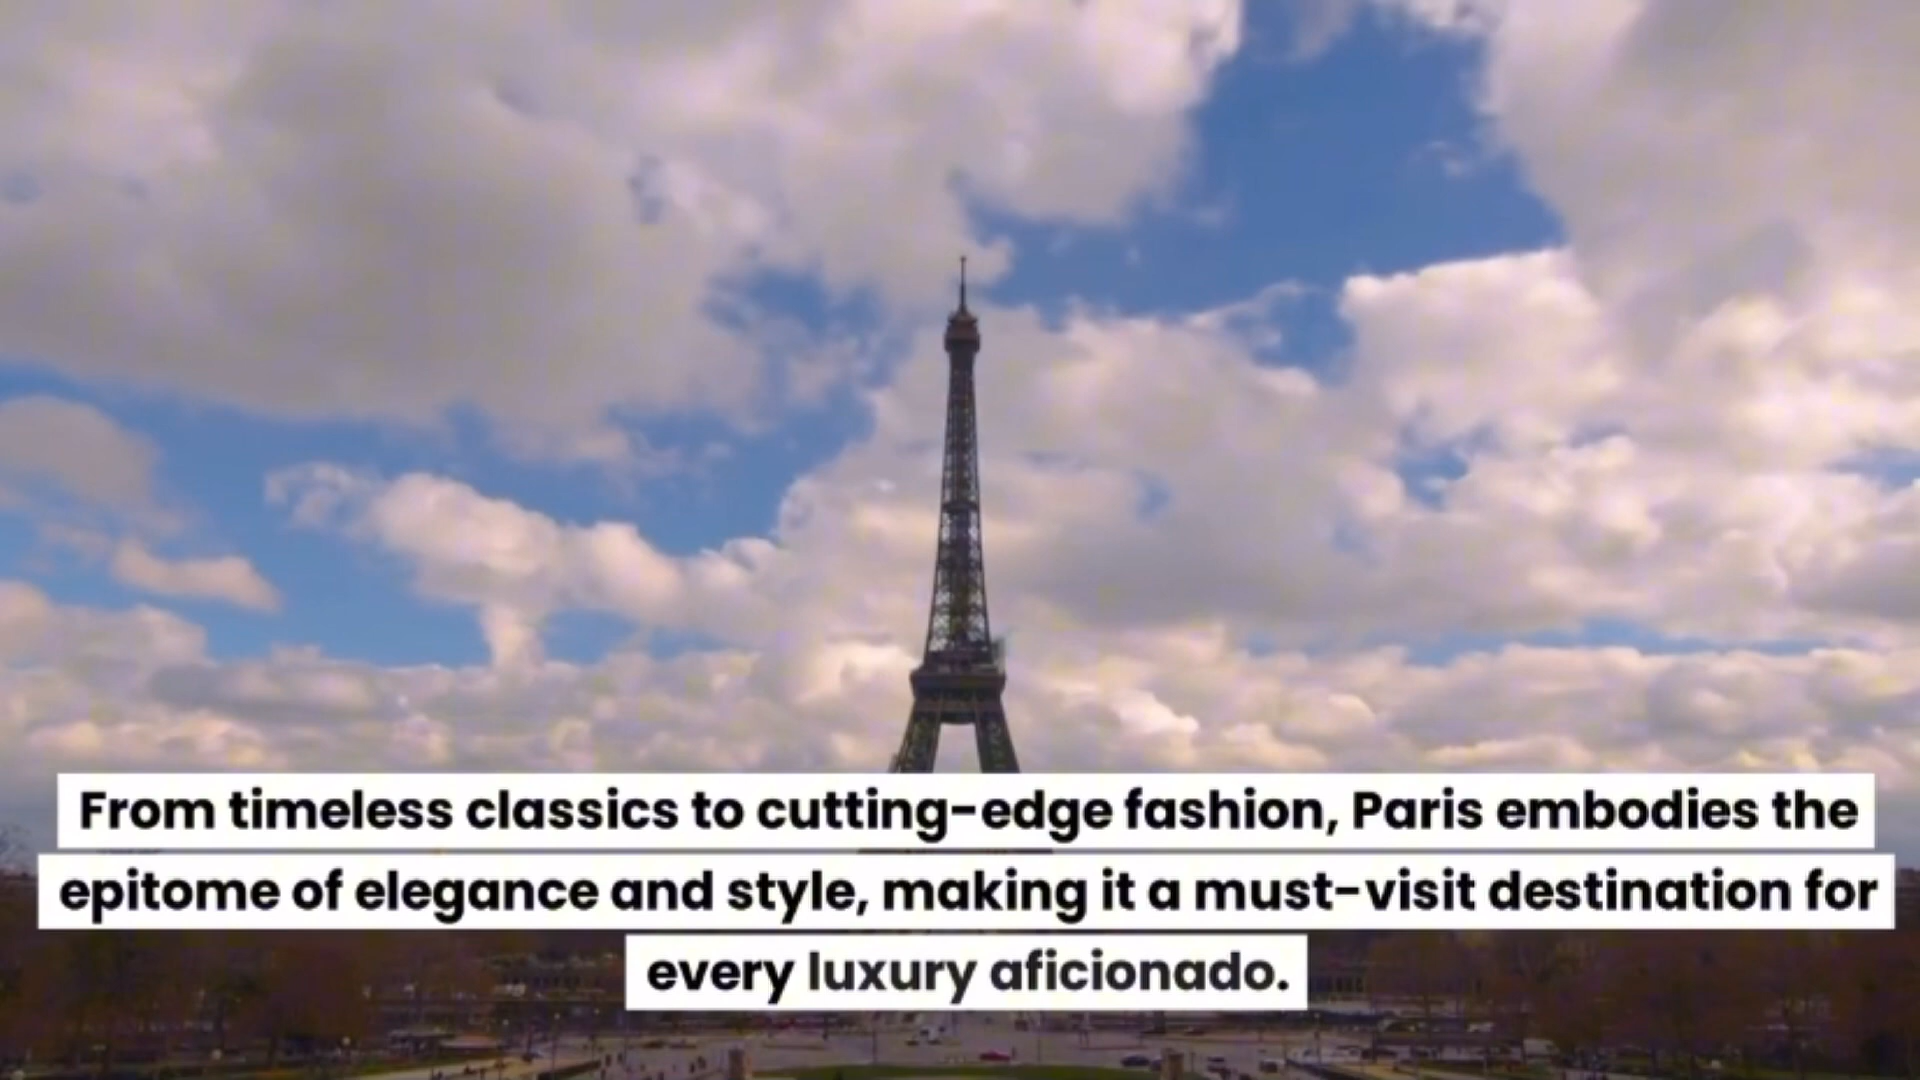 From timeless classics to cutting-edge fashion, Paris embodies the
epitome of elegance and style, making it a must-visit destination for
every luxury aficionado.